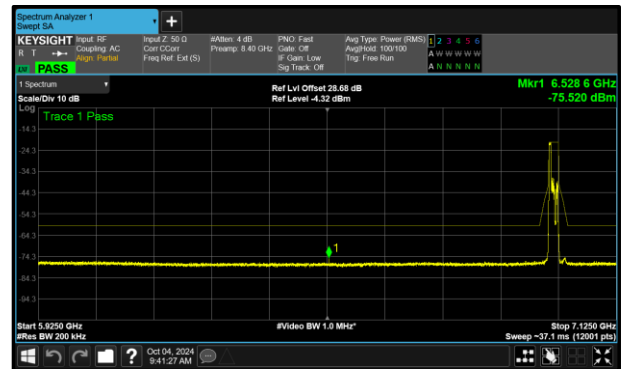 Spectrum Analyzer 1
Swept SA
KEYSIGHT
R T
PASS
Input: RF
Coupling: AC
Align: Partial
Input Z: 50 Ω
Corr CCorr
Freq Ref: Ext (S)
#Atten: 4 dB
Preamp: 8.40 GHz
PNO: Fast
Gate: Off
IF Gain: Low
Sig Track: Off
Avg Type: Power (RMS)
Avg|Hold: 100/100
Trig: Free Run
1 2 3 4 5 6
A W W W W W
A N N N N N
1 Spectrum
Scale/Div 10 dB
Ref Lvl Offset 28.68 dB
Ref Level -4.32 dBm
Mkr1 6.528 6 GHz
-75.520 dBm
Log
Trace 1 Pass
-14.3
-24.3
-34.3
-44.3
-54.3
-64.3
-74.3
-84.3
-94.3
1
Start 5.9250 GHz
#Res BW 200 kHz
#Video BW 1.0 MHz*
Stop 7.1250 GHz
Sweep ~37.1 ms (12001 pts)
?
Oct 04, 2024
9:41:27 AM